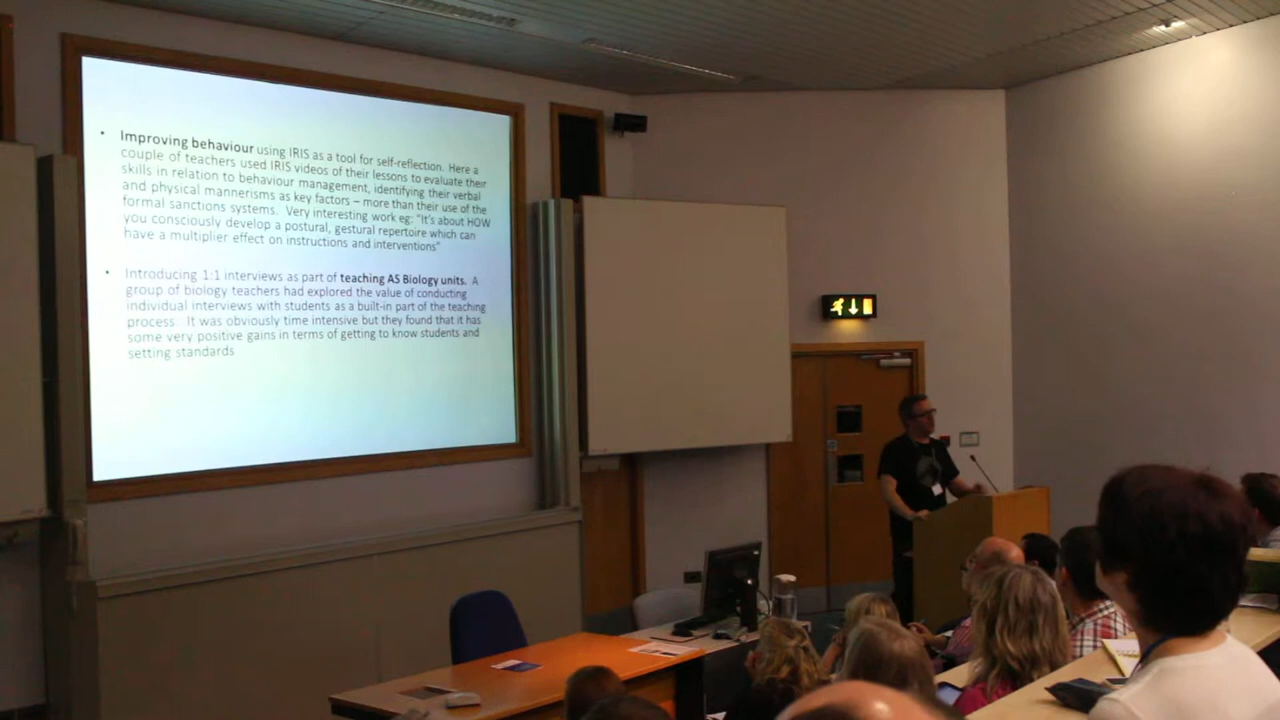 • Improving behaviour using IRIS as a tool for self-reflection. Here a
couple of teachers used IRIS videos of their lessons to evaluate their
skills in relation to behaviour management, identifying their verbal
and physical mannerisms as key factors – more than their use of the
formal sanctions systems. Very interesting work eg: "It's about HOW
you consciously develop a postural, gestural repertoire which can
have a multiplier effect on instructions and interventions"
• Introducing 1:1 interviews as part of teaching AS Biology units. A
group of biology teachers had explored the value of conducting
individual interviews with students as a built-in part of the teaching
process. It was obviously time intensive but they found that it has
some very positive gains in terms of getting to know students and
setting standards